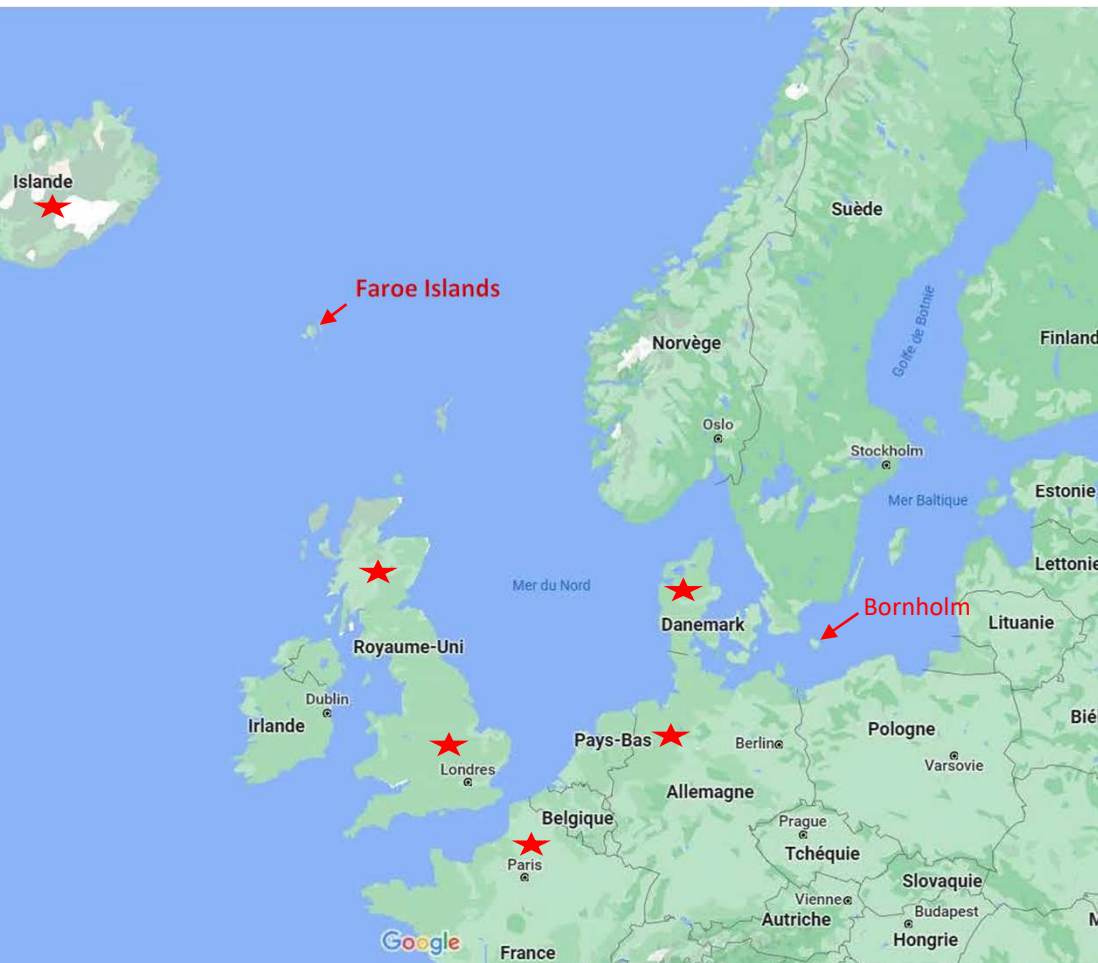 Islande
Suède
Faroe Islands
Golfe de Botnie
Norvège
Finland
Oslo
Stockholm
Estonie
Mer Baltique
Lettonie
Mer du Nord
Bornholm
Danemark
Lituanie
Royaume-Uni
Dublin
Irlande
Pays-Bas
Berlin
Pologne
Bié
Varsovie
Londres
Allemagne
Belgique
Prague
Tchéquie
Paris
Slovaquie
Vienne
Autriche
Budapest
M
Hongrie
Google
France